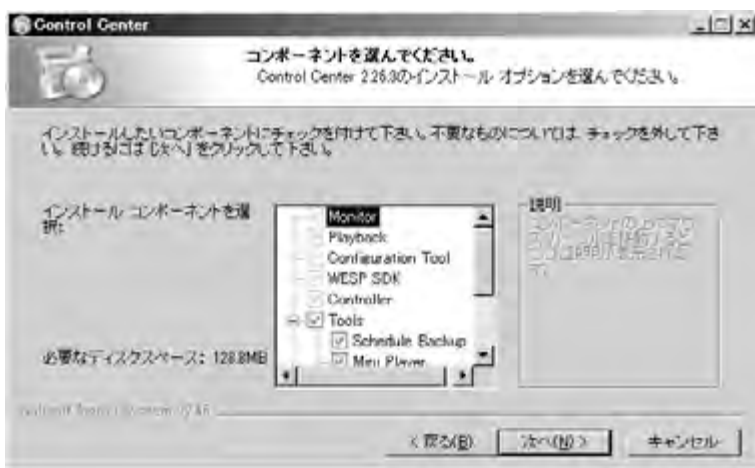 Control Center
コンポーネントを選んでください。
Control Center 2.26.3のインストール オプションを選んでください。
インストールしたいコンポーネントにチェックを付けて下さい。不要なものについては、チェックを外して下さ
い。続けるには [次へ] をクリックして下さい。
インストール コンポーネントを選
択:
Monitor
Playback
Configuration Tool
WESP SDK
Controller
Tools
Schedule Backup
Mini Player
説明
必要なディスクスペース: 128.8MB
< 戻る(B)
次へ(N) >
キャンセル